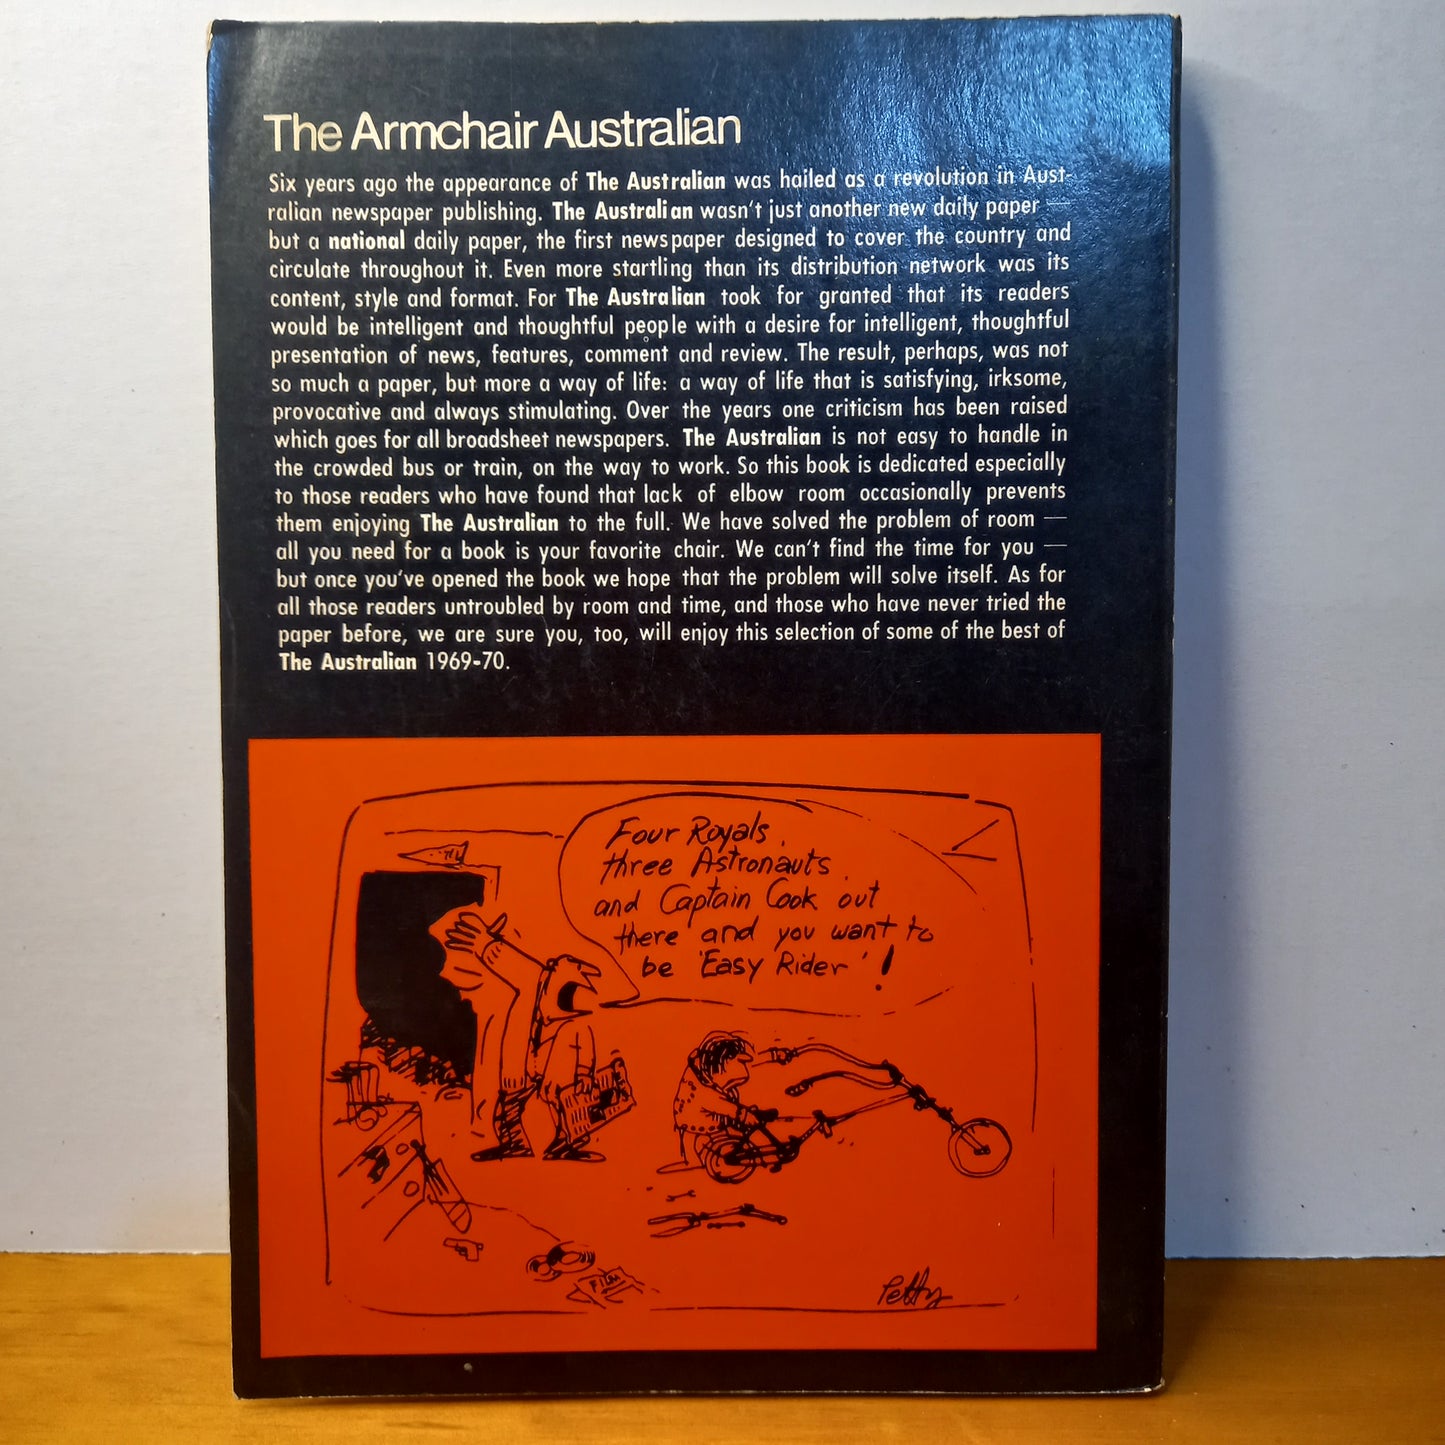 The Armchair Australian
Six years ago the appearance of The Australian was hailed as a revolution in Aust-
ralian newspaper publishing. The Australian wasn't just another new daily paper —
but a national daily paper, the first newspaper designed to cover the country and
circulate throughout it. Even more startling than its distribution network was its
content, style and format. For The Australian took for granted that its readers
would be intelligent and thoughtful people with a desire for intelligent, thoughtful
presentation of news, features, comment and review. The result, perhaps, was not
so much a paper, but more a way of life: a way of life that is satisfying, irksome,
provocative and always stimulating. Over the years one criticism has been raised
which goes for all broadsheet newspapers. The Australian is not easy to handle in
the crowded bus or train, on the way to work. So this book is dedicated especially
to those readers who have found that lack of elbow room occasionally prevents
them enjoying The Australian to the full. We have solved the problem of room —
all you need for a book is your favorite chair. We can't find the time for you —
but once you've opened the book we hope that the problem will solve itself. As for
all those readers untroubled by room and time, and those who have never tried the
paper before, we are sure you, too, will enjoy this selection of some of the best of
The Australian 1969-70.
Four Royals,
three Astronauts,
and Captain Cook out
there and you want to
be 'Easy Rider'!
FILM
Petty